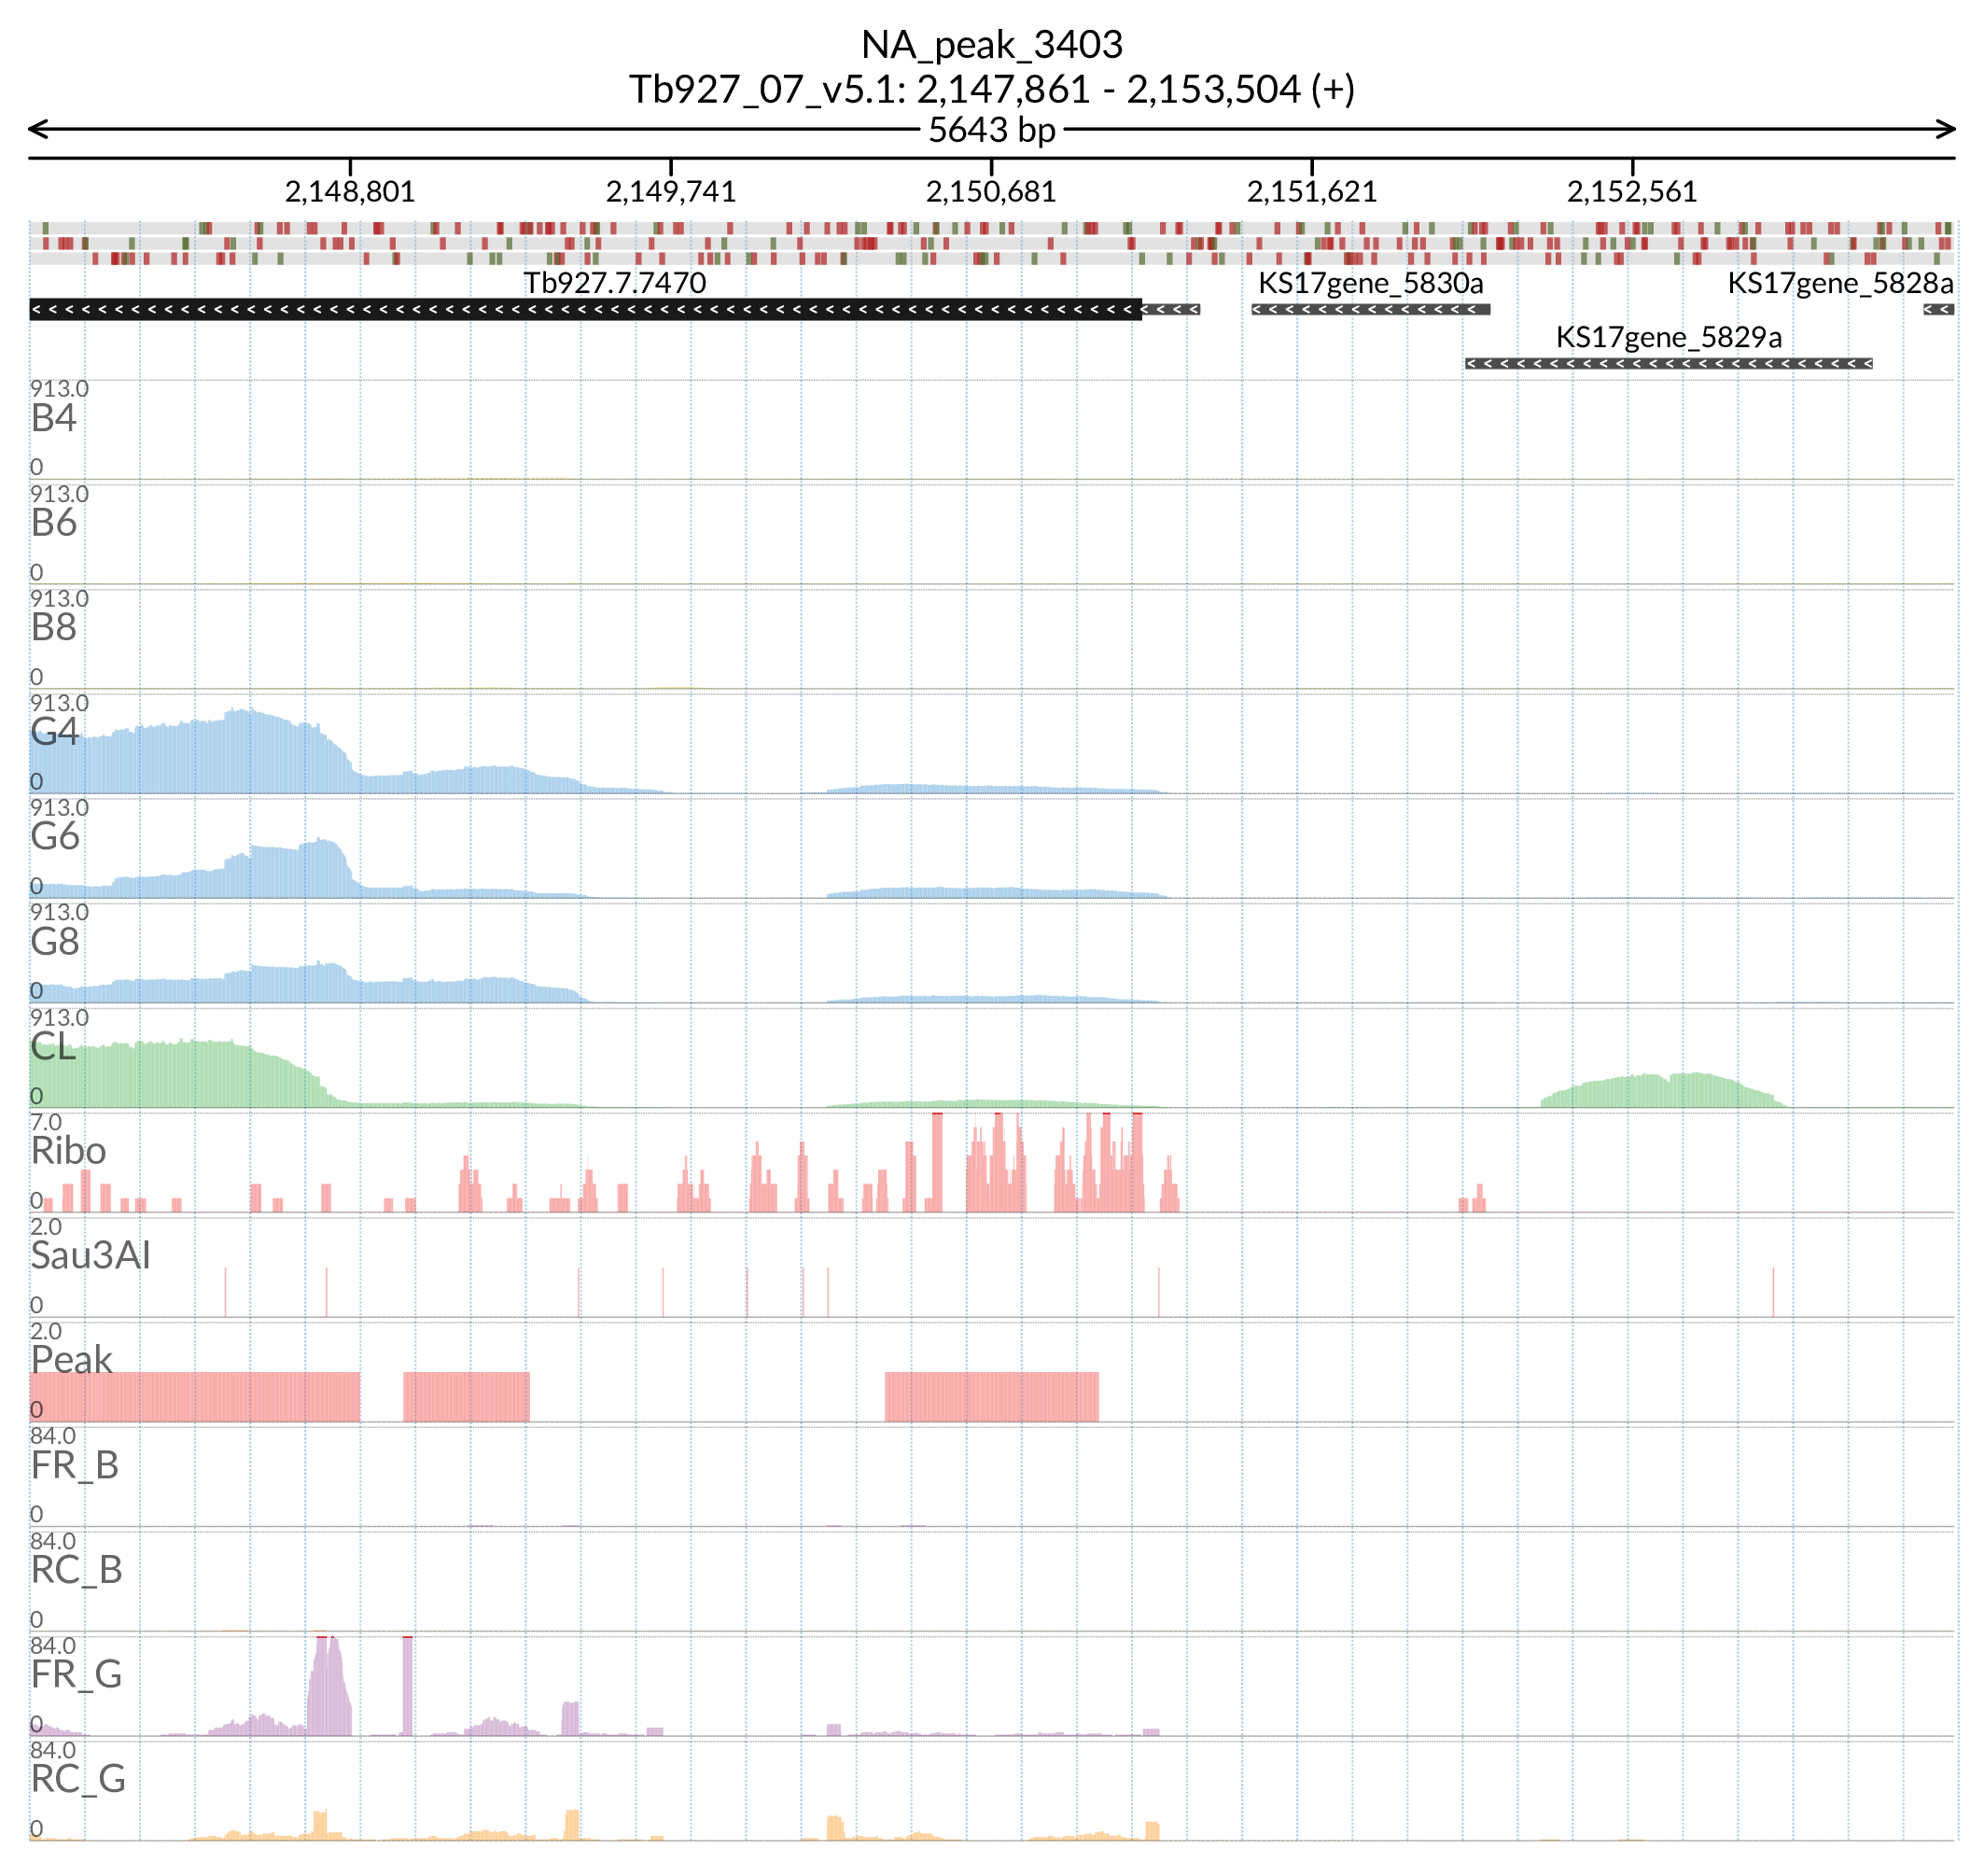 NA_peak_3403
Tb927_07_v5.1: 2,147,861 - 2,153,504 (+)
5643 bp
2,148,801 2,149,741 2,150,681 2,151,621 2,152,561
Tb927.7.7470 KS17gene_5830a KS17gene_5828a
KS17gene_5829a
913.0
B4
0
913.0
B6
0
913.0
B8
0
913.0
G4
0
913.0
G6
0
913.0
G8
0
913.0
CL
0
7.0
Ribo
0
2.0
Sau3AI
0
2.0
Peak
0
84.0
FR_B
0
84.0
RC_B
0
84.0
FR_G
0
84.0
RC_G
0